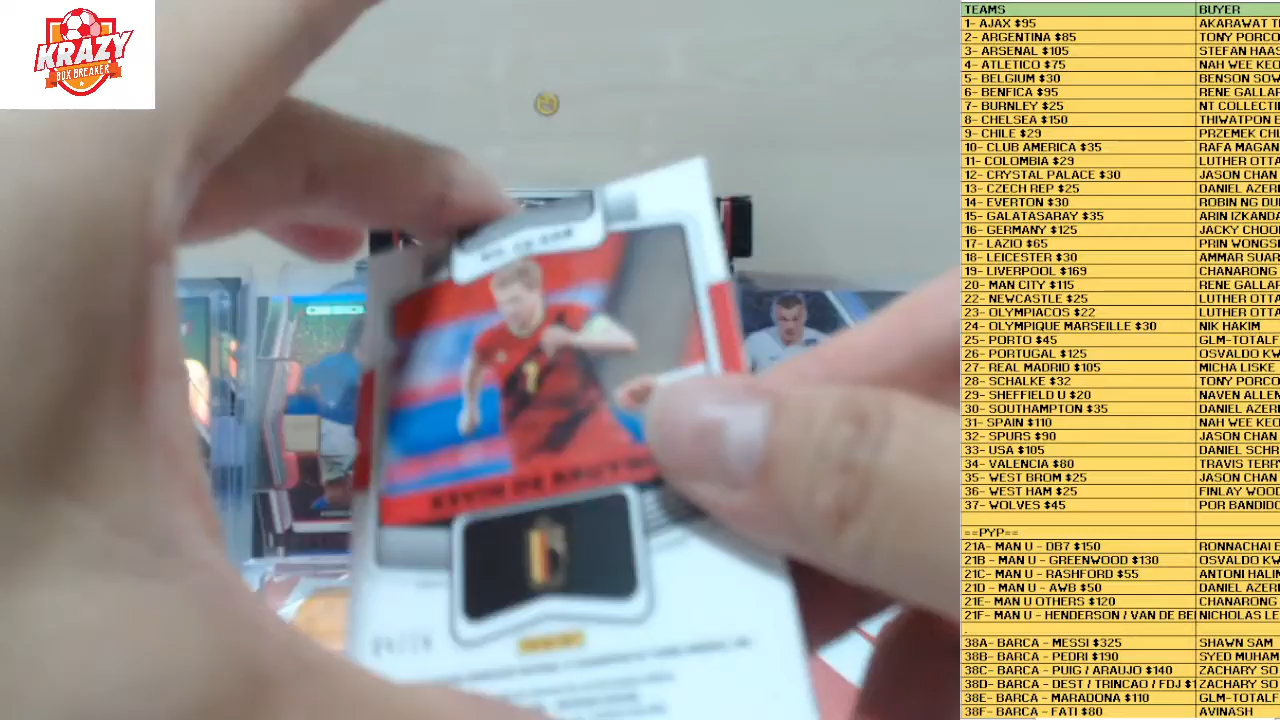 KRAZY
BOX BREAKER
KEVIN DE BRUYNE
TEAMS BUYER
1- AJAX $95 AKARAWAT T
2- ARGENTINA $85 TONY PORCO
3- ARSENAL $105 STEFAN HAAS
4- ATLETICO $75 NAH WEE KEO
5- BELGIUM $30 BENSON SOW
6- BENFICA $95 RENE GALLAR
7- BURNLEY $25 NT COLLECTI
8- CHELSEA $150 THIWATPON B
9- CHILE $29 PRZEMEK CHL
10- CLUB AMERICA $35 RAFA MAGAN
11- COLOMBIA $29 LUTHER OTTA
12- CRYSTAL PALACE $30 JASON CHAN
13- CZECH REP $25 DANIEL AZERI
14- EVERTON $30 ROBIN NG DU
15- GALATASARAY $35 ARIN IZKANDA
16- GERMANY $125 JACKY CHOO
17- LAZIO $65 PRIN WONGS
18- LEICESTER $30 AMMAR SUAR
19- LIVERPOOL $169 CHANARONG
20- MAN CITY $115 RENE GALLAR
22- NEWCASTLE $25 LUTHER OTTA
23- OLYMPIACOS $22 LUTHER OTTA
24- OLYMPIQUE MARSEILLE $30 NIK HAKIM
25- PORTO $45 GLM-TOTALF
26- PORTUGAL $125 OSVALDO KW
27- REAL MADRID $105 MICHA LISKE
28- SCHALKE $32 TONY PORCO
29- SHEFFIELD U $20 NAVEN ALLEN
30- SOUTHAMPTON $35 DANIEL AZERI
31- SPAIN $110 NAH WEE KEO
32- SPURS $90 JASON CHAN
33- USA $105 DANIEL SCHR
34- VALENCIA $80 TRAVIS TERR
35- WEST BROM $25 JASON CHAN
36- WEST HAM $25 FINLAY WOOD
37- WOLVES $45 POR BANDIDO
==PYP==
21A- MAN U - DB7 $150 RONNACHAI B
21B - MAN U - GREENWOOD $130 OSVALDO KW
21C - MAN U - RASHFORD $55 ANTONI HALIN
21D - MAN U - AWB $50 DANIEL AZERI
21E- MAN U OTHERS $120 CHANARONG
21F- MAN U - HENDERSON / VAN DE BE NICHOLAS LE
.
38A- BARCA - MESSI $325 SHAWN SAM
38B- BARCA - PEDRI $190 SYED MUHAM
38C- BARCA - PUIG / ARAUJO $140 ZACHARY SO
38D- BARCA - DEST / TRINCAO / FDJ $1 ZACHARY SO
38E- BARCA - MARADONA $110 GLM-TOTALF
38F- BARCA - FATI $80 AVINASH